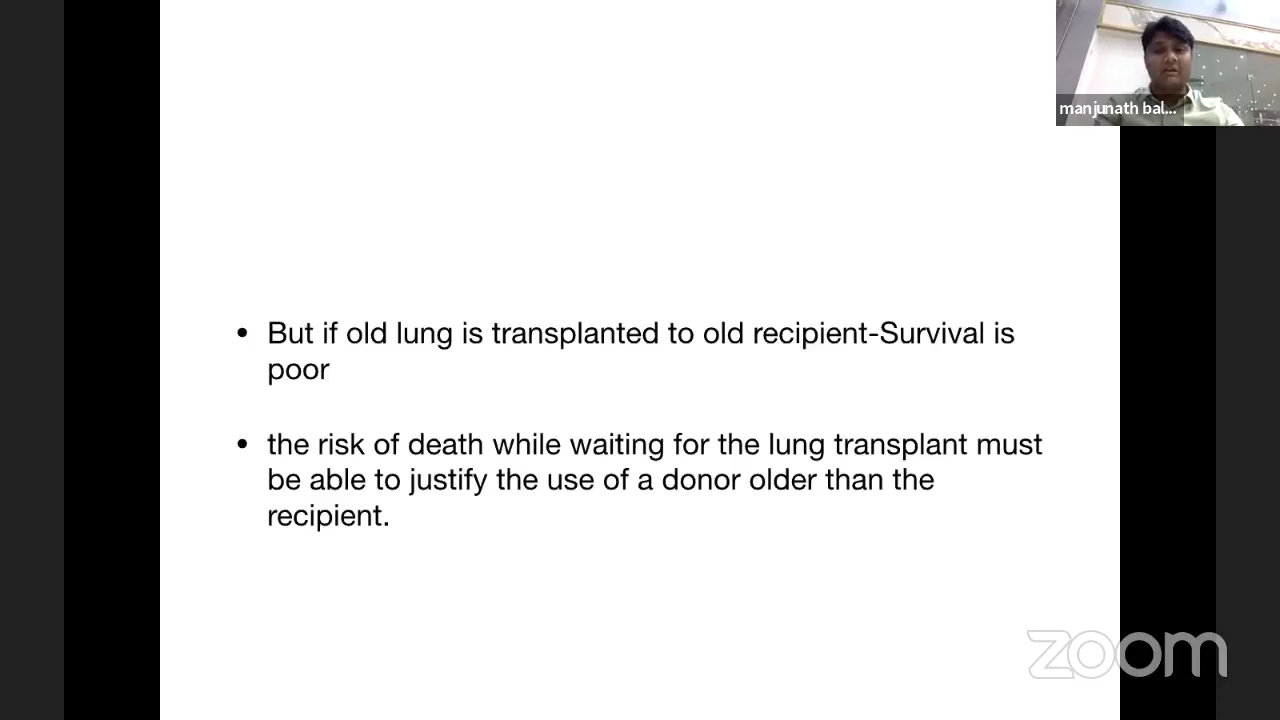 manjunath bal...
• But if old lung is transplanted to old recipient-Survival is
poor
• the risk of death while waiting for the lung transplant must
be able to justify the use of a donor older than the
recipient.
zoom